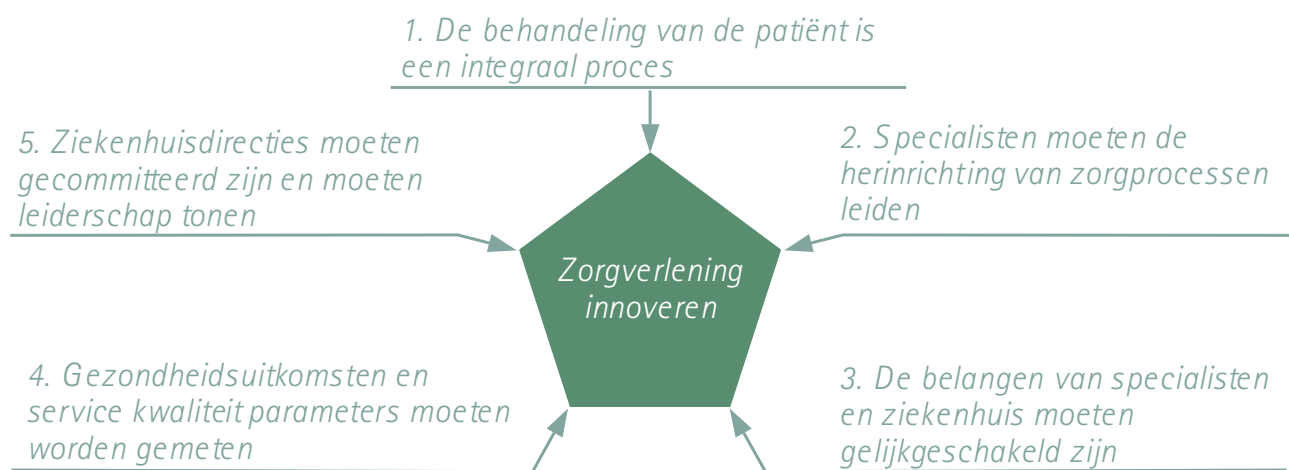 1. De behandeling van de patiënt is
een integraal proces
5. Ziekenhuisdirecties moeten
gecommitteerd zijn en moeten
leiderschap tonen
2. Specialisten moeten de
herinrichting van zorgprocessen
leiden
Zorgverlening
innoveren
4. Gezondheidsuitkomsten en
service kwaliteit parameters moeten
worden gemeten
3. De belangen van specialisten
en ziekenhuis moeten
gelijkgeschakeld zijn